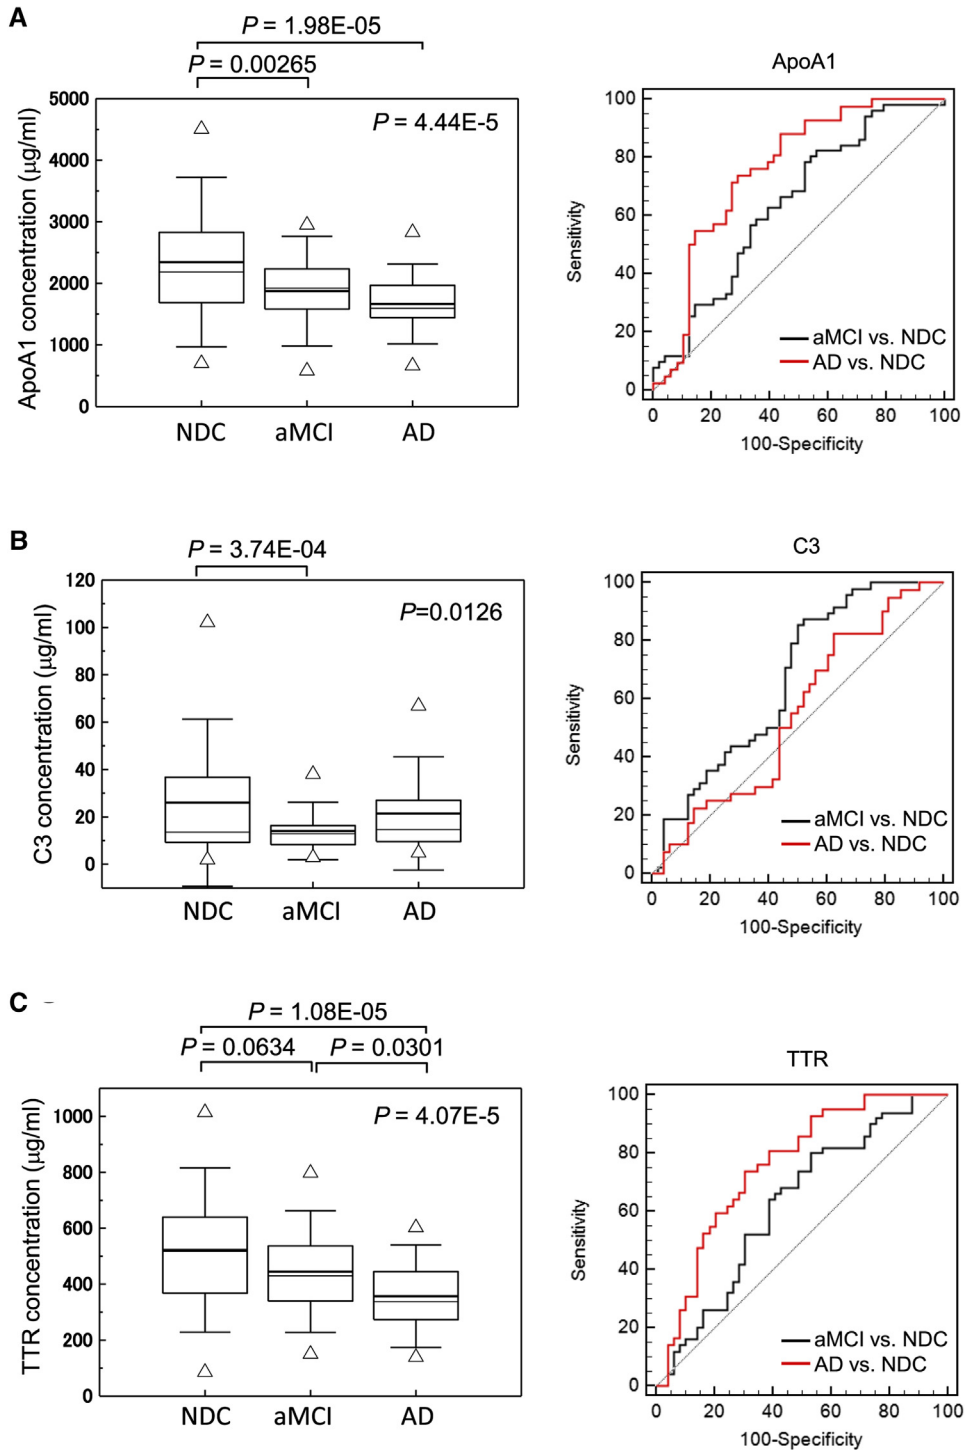 A
P = 1.98E-05
P = 0.00265
P = 4.44E-5
ApoA1 concentration (µg/ml)
5000
4000
3000
2000
1000
0
NDC aMCI AD
ApoA1
Sensitivity
100
80
60
40
20
0
aMCI vs. NDC
AD vs. NDC
0 20 40 60 80 100
100-Specificity
B
P = 3.74E-04
P=0.0126
C3 concentration (µg/ml)
120
100
80
60
40
20
0
NDC aMCI AD
C3
Sensitivity
100
80
60
40
20
0
aMCI vs. NDC
AD vs. NDC
0 20 40 60 80 100
100-Specificity
C
P = 1.08E-05
P = 0.0634 P = 0.0301
P = 4.07E-5
TTR concentration (µg/ml)
1000
800
600
400
200
0
NDC aMCI AD
TTR
Sensitivity
100
80
60
40
20
0
aMCI vs. NDC
AD vs. NDC
0 20 40 60 80 100
100-Specificity